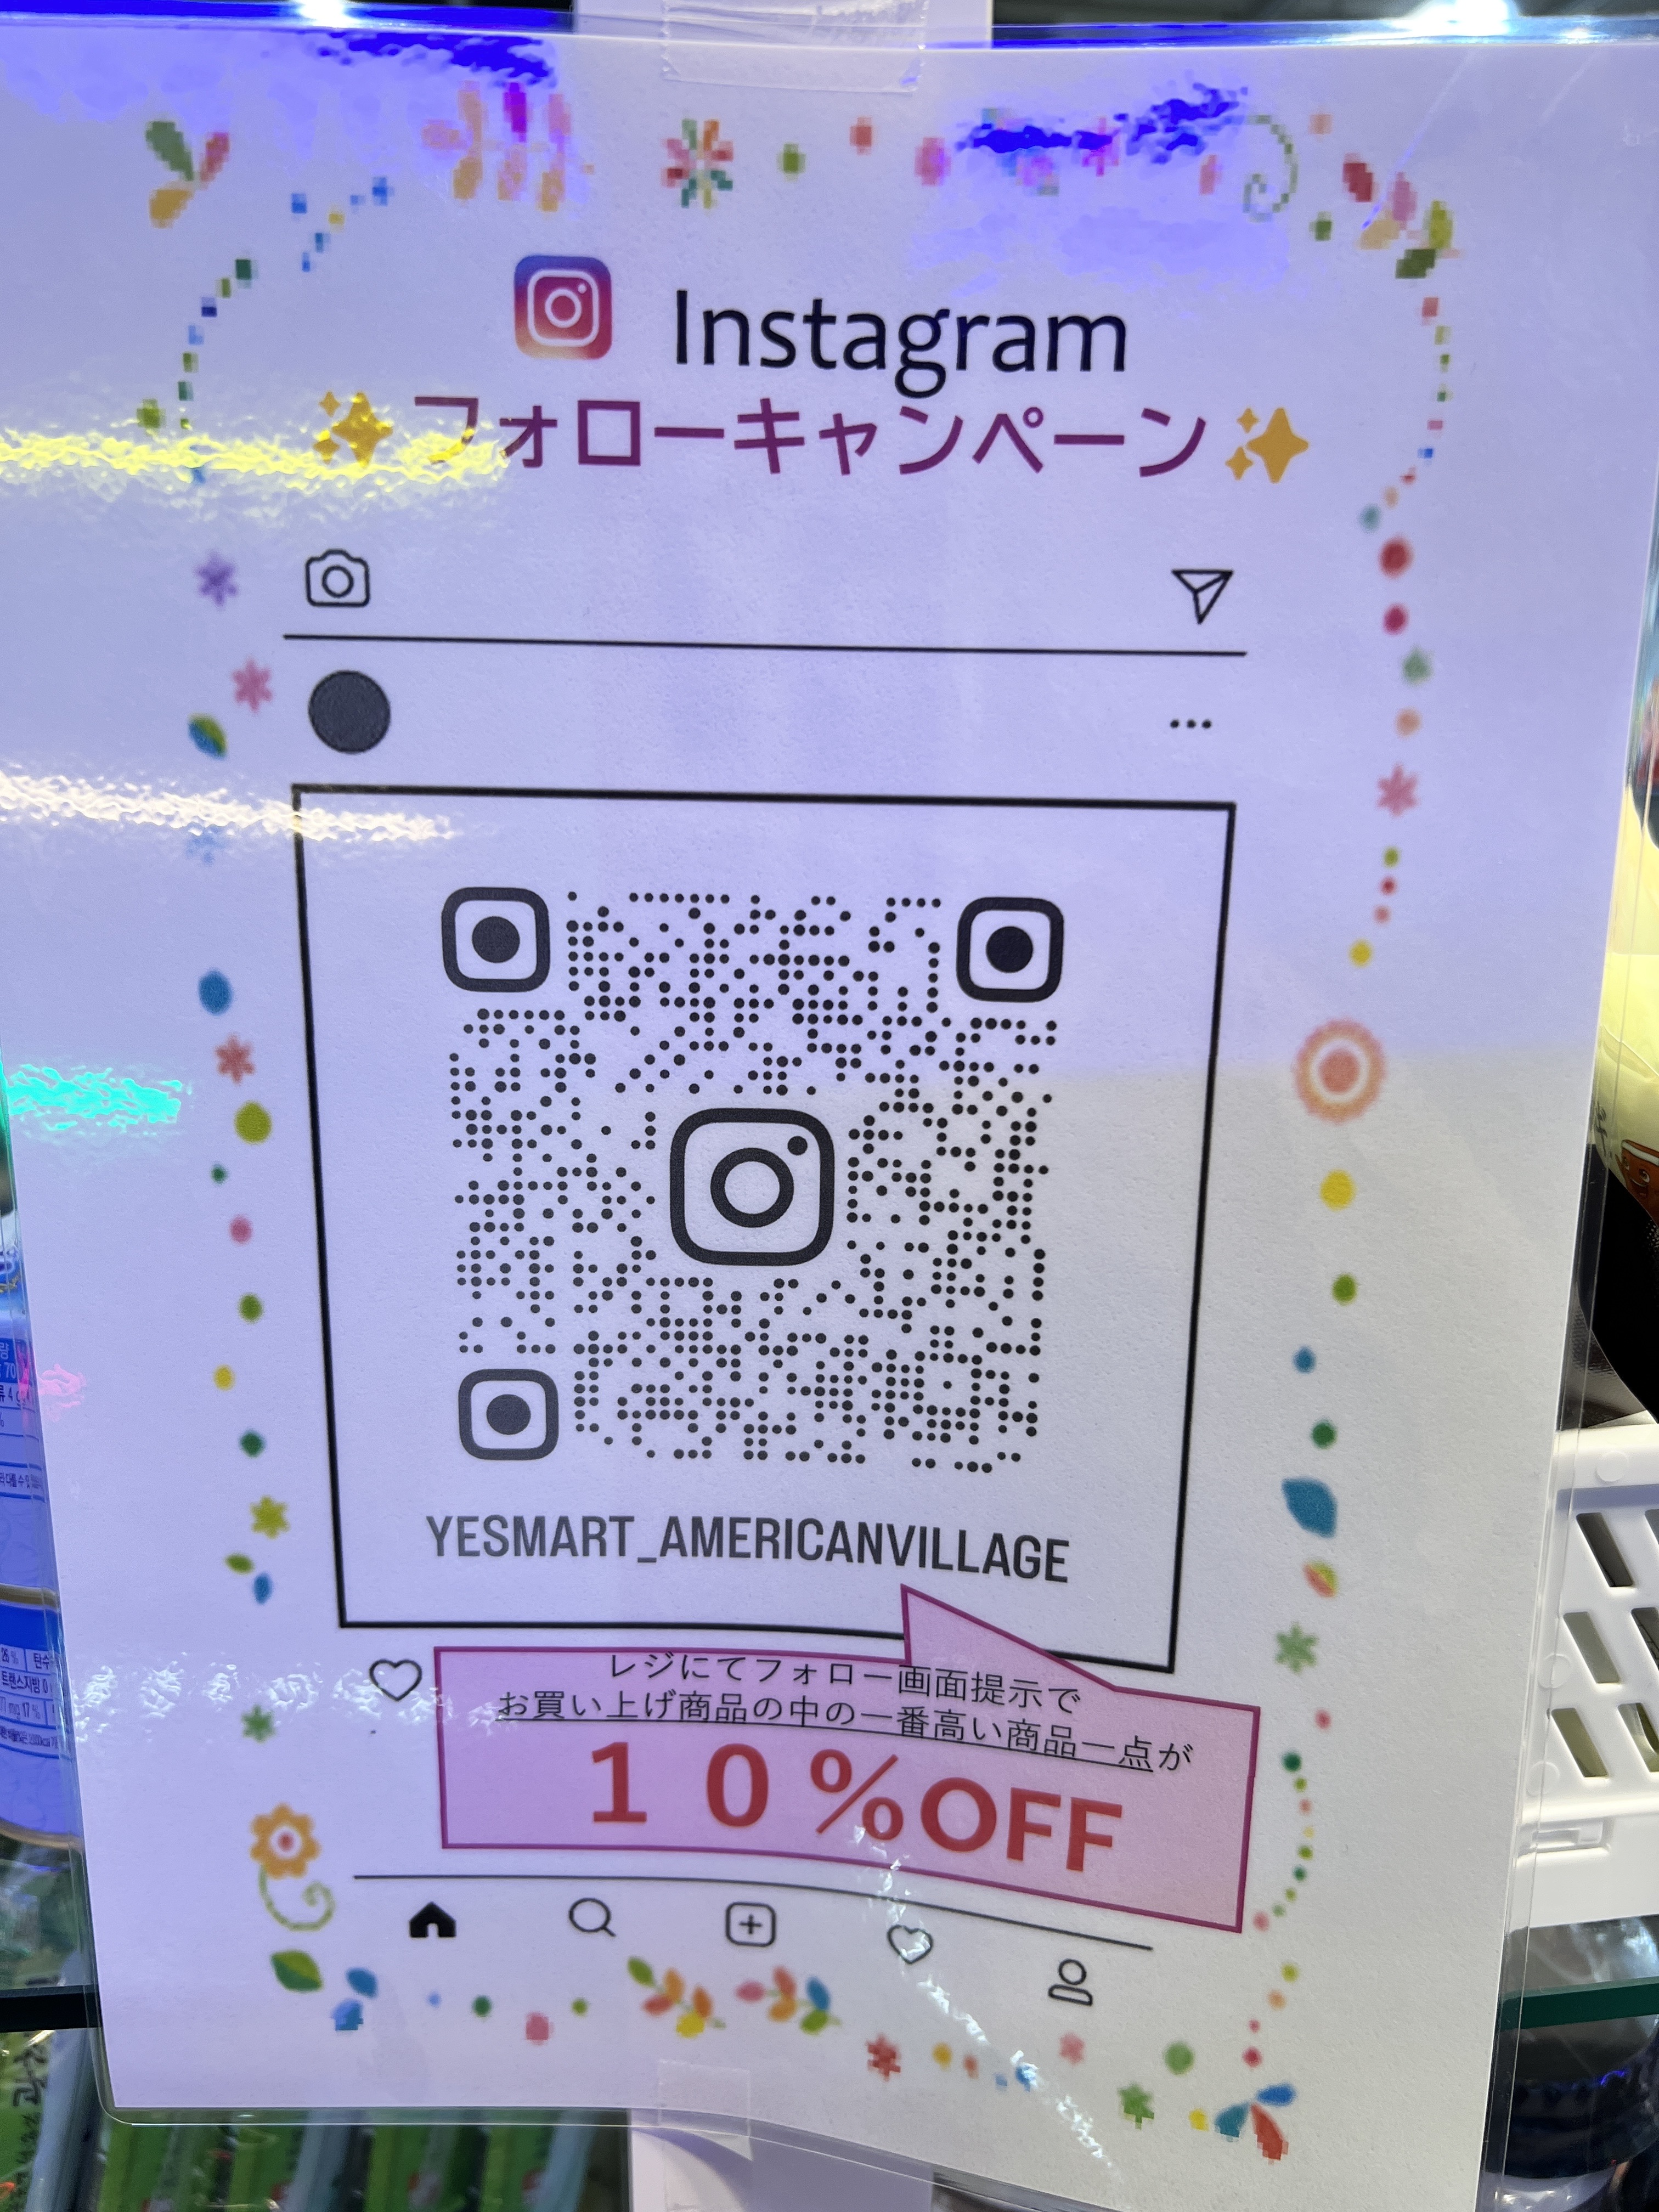 Instagram
フォローキャンペーン
YESMART_AMERICANVILLAGE
レジにてフォロー画面提示で
お買い上げ商品の中の一番高い商品一点が
10%OFF